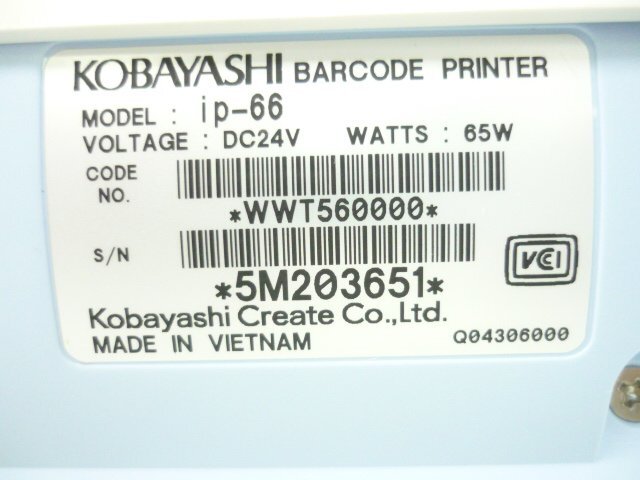 KOBAYASHI BARCODE PRINTER
MODEL : ip-66
VOLTAGE : DC24V WATTS : 65W
CODE NO.
*WWT560000*
S/N
*5M203651*
VCCI
Kobayashi Create Co.,Ltd.
MADE IN VIETNAM Q04306000